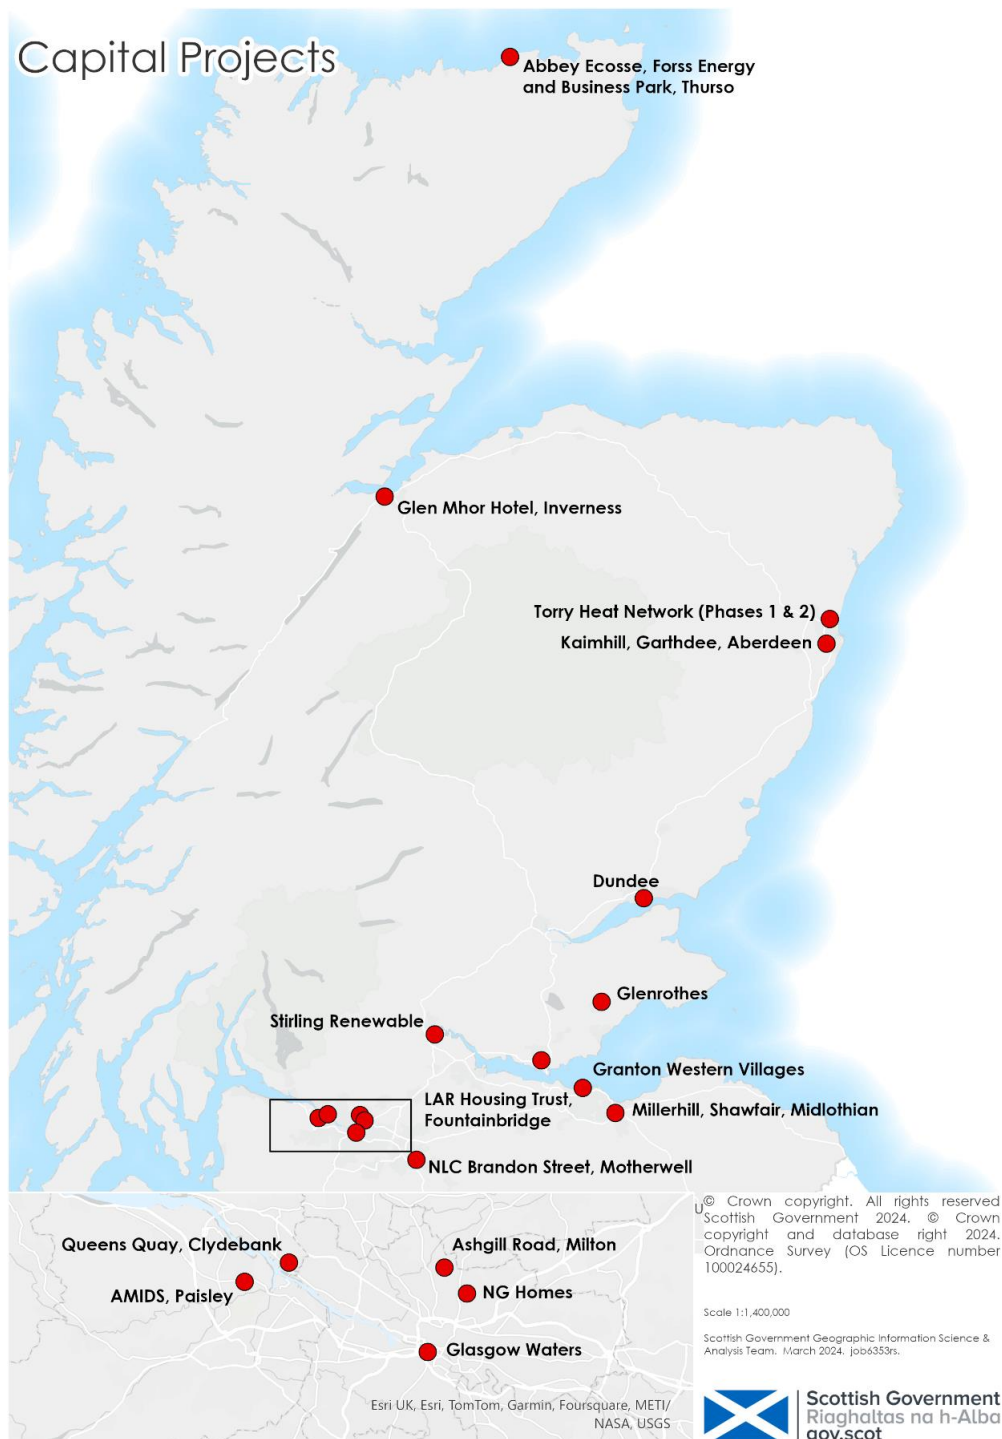 Capital Projects
Abbey Ecosse, Forss Energy
and Business Park, Thurso
Glen Mhor Hotel, Inverness
Torry Heat Network (Phases 1 & 2)
Kaimhill, Garthdee, Aberdeen
Dundee
Glenrothes
Stirling Renewable
Granton Western Villages
LAR Housing Trust,
Fountainbridge
Millerhill, Shawfair, Midlothian
NLC Brandon Street, Motherwell
Queens Quay, Clydebank
AMIDS, Paisley
Ashgill Road, Milton
NG Homes
Glasgow Waters
Esri UK, Esri, TomTom, Garmin, Foursquare, METI/
NASA, USGS
U
© Crown copyright. All rights reserved
Scottish Government 2024. © Crown
copyright and database right 2024.
Ordnance Survey (OS Licence number
100024655).
Scale 1:1,400,000
Scottish Government Geographic Information Science &
Analysis Team. March 2024. job6353rs.
Scottish Government
Riaghaltas na h-Alba
gov.scot